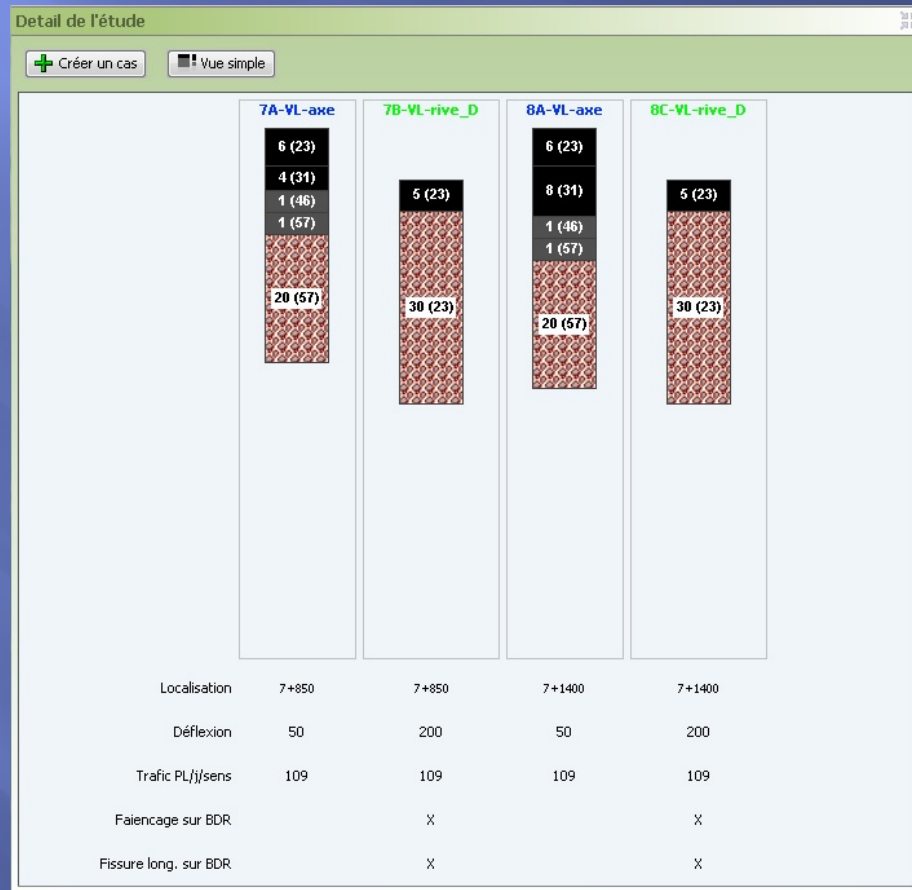 Detail de l'étude
Créer un cas Vue simple
7A-VL-axe 7B-VL-rive_D 8A-VL-axe 8C-VL-rive_D
6 (23) 6 (23)
4 (31) 5 (23) 8 (31) 5 (23)
1 (46) 1 (46)
1 (57) 1 (57)
20 (57) 30 (23) 20 (57) 30 (23)
Localisation 7+850 7+850 7+1400 7+1400
Déflexion 50 200 50 200
Trafic PL/j/sens 109 109 109 109
Faiencage sur BDR X X
Fissure long. sur BDR X X